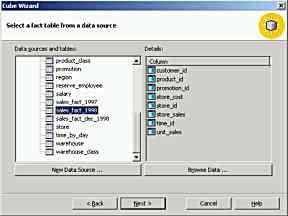 Cube Wizard
Select a fact table from a data source
Data sources and tables:
product_class
promotion
region
reserve_employee
salary
sales_fact_1997
sales_fact_1998
sales_fact_dec_1998
store
time_by_day
warehouse
warehouse_class
Details:
Column
customer_id
product_id
promotion_id
store_cost
store_id
store_sales
time_id
unit_sales
New Data Source ...
Browse Data...
< Back
Next >
Cancel
Help